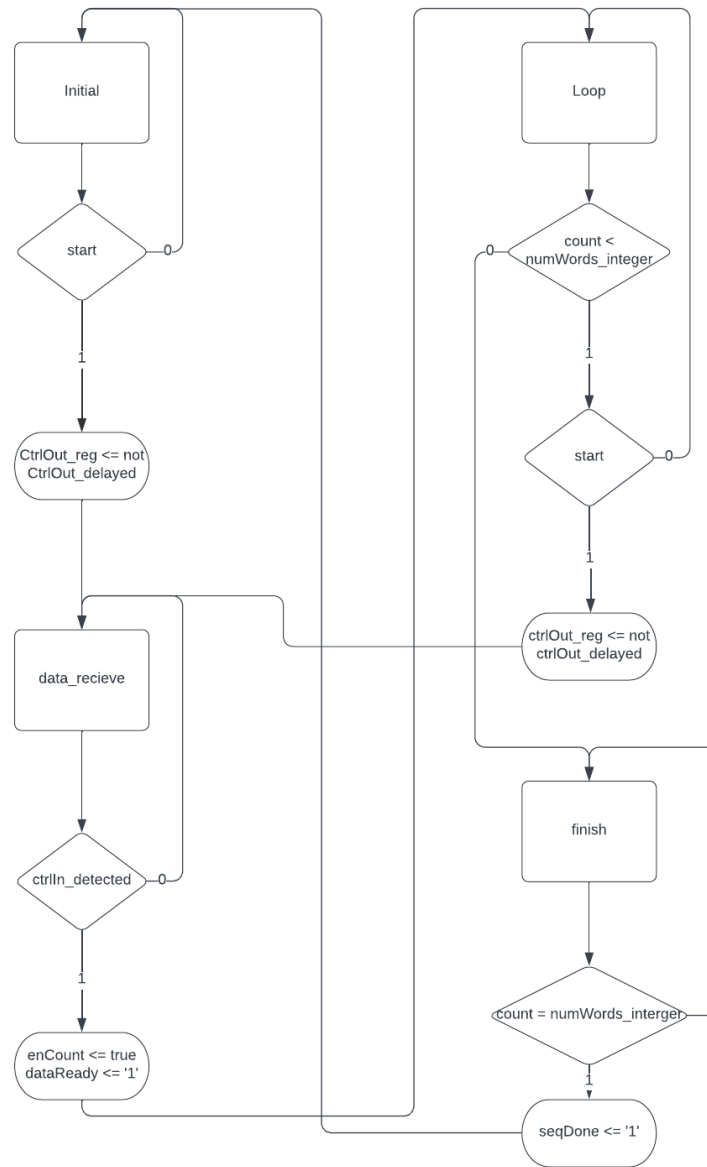 Initial
start
0
1
CtrlOut_reg <= not
CtrlOut_delayed
data_recieve
ctrlIn_detected
0
1
enCount <= true
dataReady <= '1'
Loop
count <
numWords_integer
0
1
start
0
1
ctrlOut_reg <= not
ctrlOut_delayed
finish
count = numWords_interger
1
seqDone <= '1'